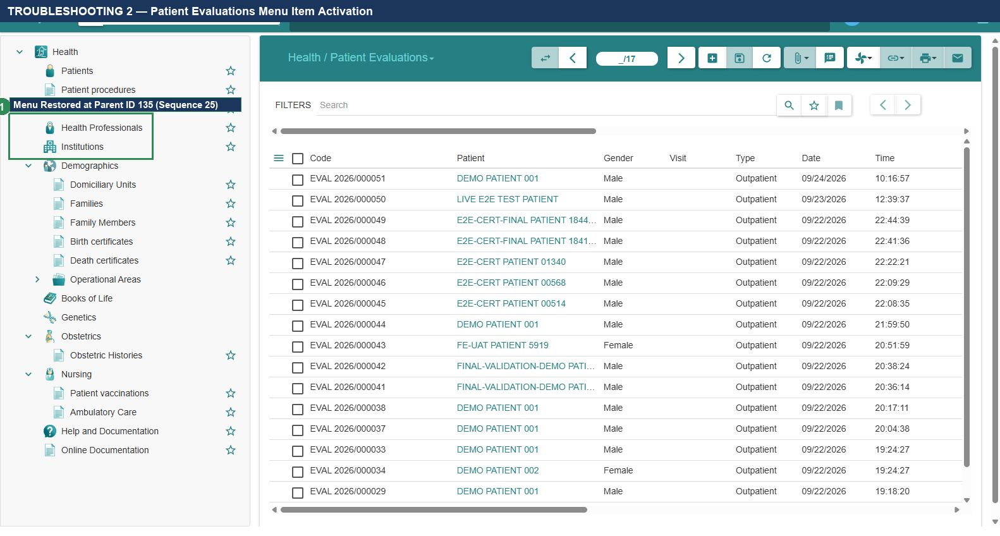 TROUBLESHOOTING 2 — Patient Evaluations Menu Item Activation
Health
Patients
Patient procedures
1
Menu Restored at Parent ID 135 (Sequence 25)
Health Professionals
Institutions
Demographics
Domiciliary Units
Families
Family Members
Birth certificates
Death certificates
Operational Areas
Books of Life
Genetics
Obstetrics
Obstetric Histories
Nursing
Patient vaccinations
Ambulatory Care
Help and Documentation
Online Documentation
Health / Patient Evaluations
_/17
FILTERS Search
Code Patient Gender Visit Type Date Time
EVAL 2026/000051 DEMO PATIENT 001 Male Outpatient 09/24/2026 10:16:57
EVAL 2026/000050 LIVE E2E TEST PATIENT Male Outpatient 09/23/2026 12:39:37
EVAL 2026/000049 E2E-CERT-FINAL PATIENT 1844... Male Outpatient 09/22/2026 22:44:39
EVAL 2026/000048 E2E-CERT-FINAL PATIENT 1841... Male Outpatient 09/22/2026 22:41:36
EVAL 2026/000047 E2E-CERT PATIENT 01340 Male Outpatient 09/22/2026 22:22:21
EVAL 2026/000046 E2E-CERT PATIENT 00568 Male Outpatient 09/22/2026 22:09:29
EVAL 2026/000045 E2E-CERT PATIENT 00514 Male Outpatient 09/22/2026 22:08:35
EVAL 2026/000044 DEMO PATIENT 001 Male Outpatient 09/22/2026 21:59:50
EVAL 2026/000043 FE-UAT PATIENT 5919 Female Outpatient 09/22/2026 20:51:59
EVAL 2026/000042 FINAL-VALIDATION-DEMO PATI... Male Outpatient 09/22/2026 20:38:24
EVAL 2026/000041 FINAL-VALIDATION-DEMO PATI... Male Outpatient 09/22/2026 20:36:14
EVAL 2026/000038 DEMO PATIENT 001 Male Outpatient 09/22/2026 20:17:11
EVAL 2026/000037 DEMO PATIENT 001 Male Outpatient 09/22/2026 20:04:38
EVAL 2026/000033 DEMO PATIENT 001 Male Outpatient 09/22/2026 19:24:27
EVAL 2026/000034 DEMO PATIENT 002 Female Outpatient 09/22/2026 19:24:27
EVAL 2026/000029 DEMO PATIENT 001 Male Outpatient 09/22/2026 19:18:20